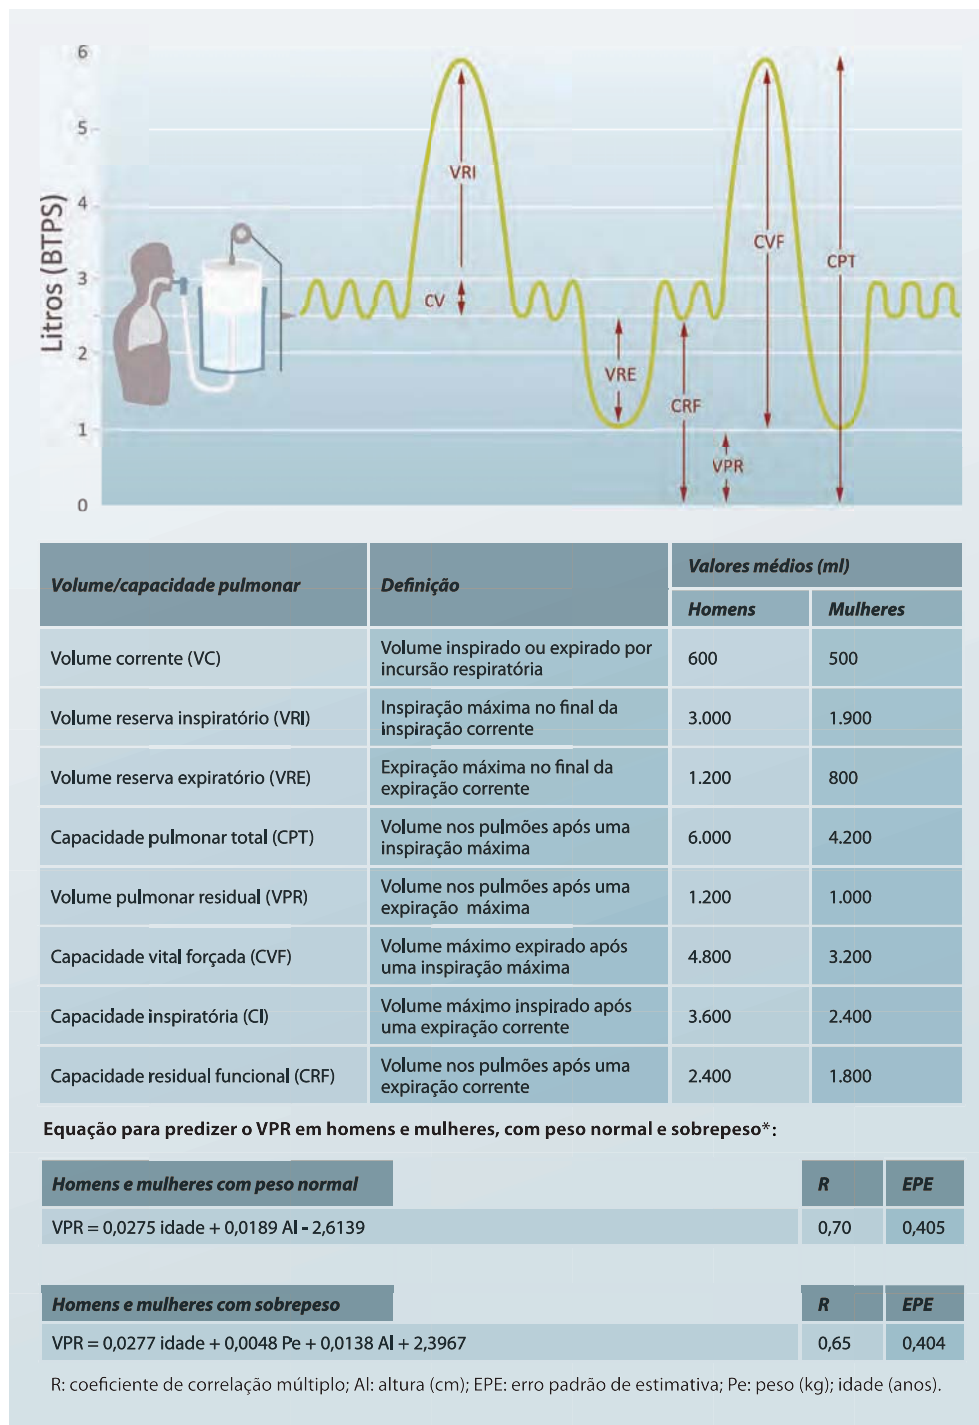 6
5
4
3
2
1
0
Litros (BTPS)
VRI
CV
VRE
CRF
VPR
CVF
CPT
Volume/capacidade pulmonar
Definição
Valores médios (ml)
Homens
Mulheres
Volume corrente (VC)
Volume inspirado ou expirado por
incursão respiratória
600
500
Volume reserva inspiratório (VRI)
Inspiração máxima no final da
inspiração corrente
3.000
1.900
Volume reserva expiratório (VRE)
Expiração máxima no final da
expiração corrente
1.200
800
Capacidade pulmonar total (CPT)
Volume nos pulmões após uma
inspiração máxima
6.000
4.200
Volume pulmonar residual (VPR)
Volume nos pulmões após uma
expiração máxima
1.200
1.000
Capacidade vital forçada (CVF)
Volume máximo expirado após
uma inspiração máxima
4.800
3.200
Capacidade inspiratória (CI)
Volume máximo inspirado após
uma expiração corrente
3.600
2.400
Capacidade residual funcional (CRF)
Volume nos pulmões após uma
expiração corrente
2.400
1.800
Equação para predizer o VPR em homens e mulheres, com peso normal e sobrepeso*:
Homens e mulheres com peso normal
R
EPE
VPR = 0,0275 idade + 0,0189 Al - 2,6139
0,70
0,405
Homens e mulheres com sobrepeso
R
EPE
VPR = 0,0277 idade + 0,0048 Pe + 0,0138 Al + 2,3967
0,65
0,404
R: coeficiente de correlação múltiplo; Al: altura (cm); EPE: erro padrão de estimativa; Pe: peso (kg); idade (anos).